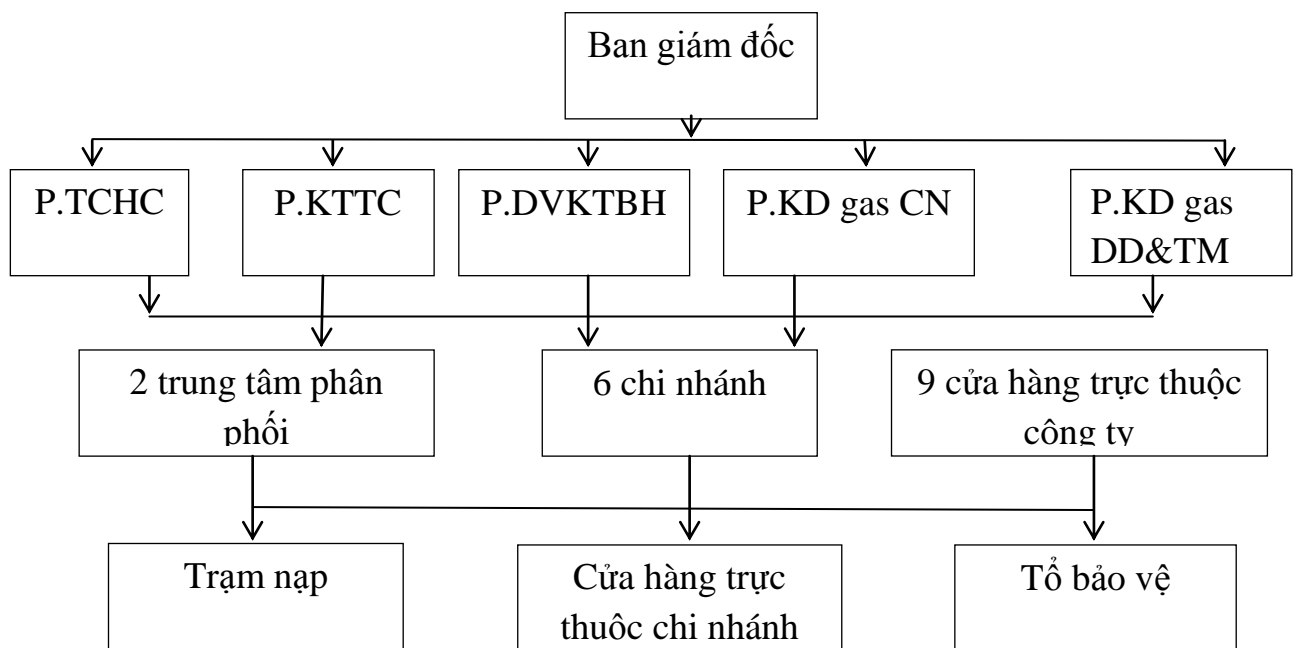 Ban giám đốc
P.TCHC
P.KTTC
P.DVKTBH
P.KD gas CN
P.KD gas
DD&TM
2 trung tâm phân
phối
6 chi nhánh
9 cửa hàng trực thuộc
công ty
Trạm nạp
Cửa hàng trực
thuôc chi nhánh
Tổ bảo vệ